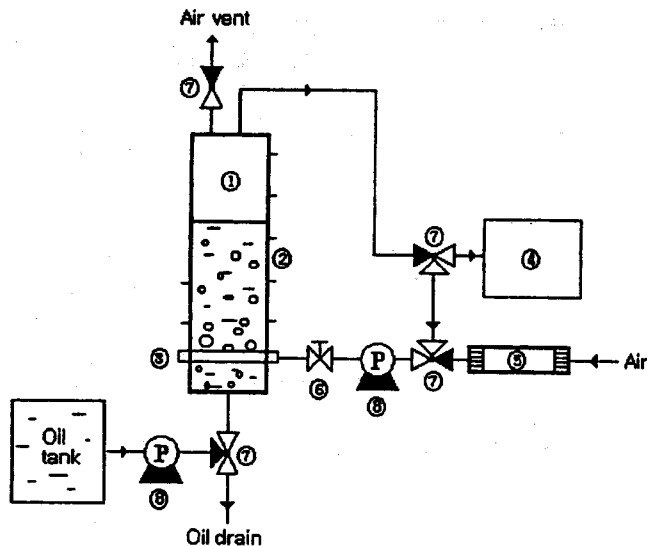 Air vent
⑦
①
②
⑦
④
③
⑥
P
⑧
⑦
⑤
Air
Oil
tank
P
⑧
⑦
Oil drain